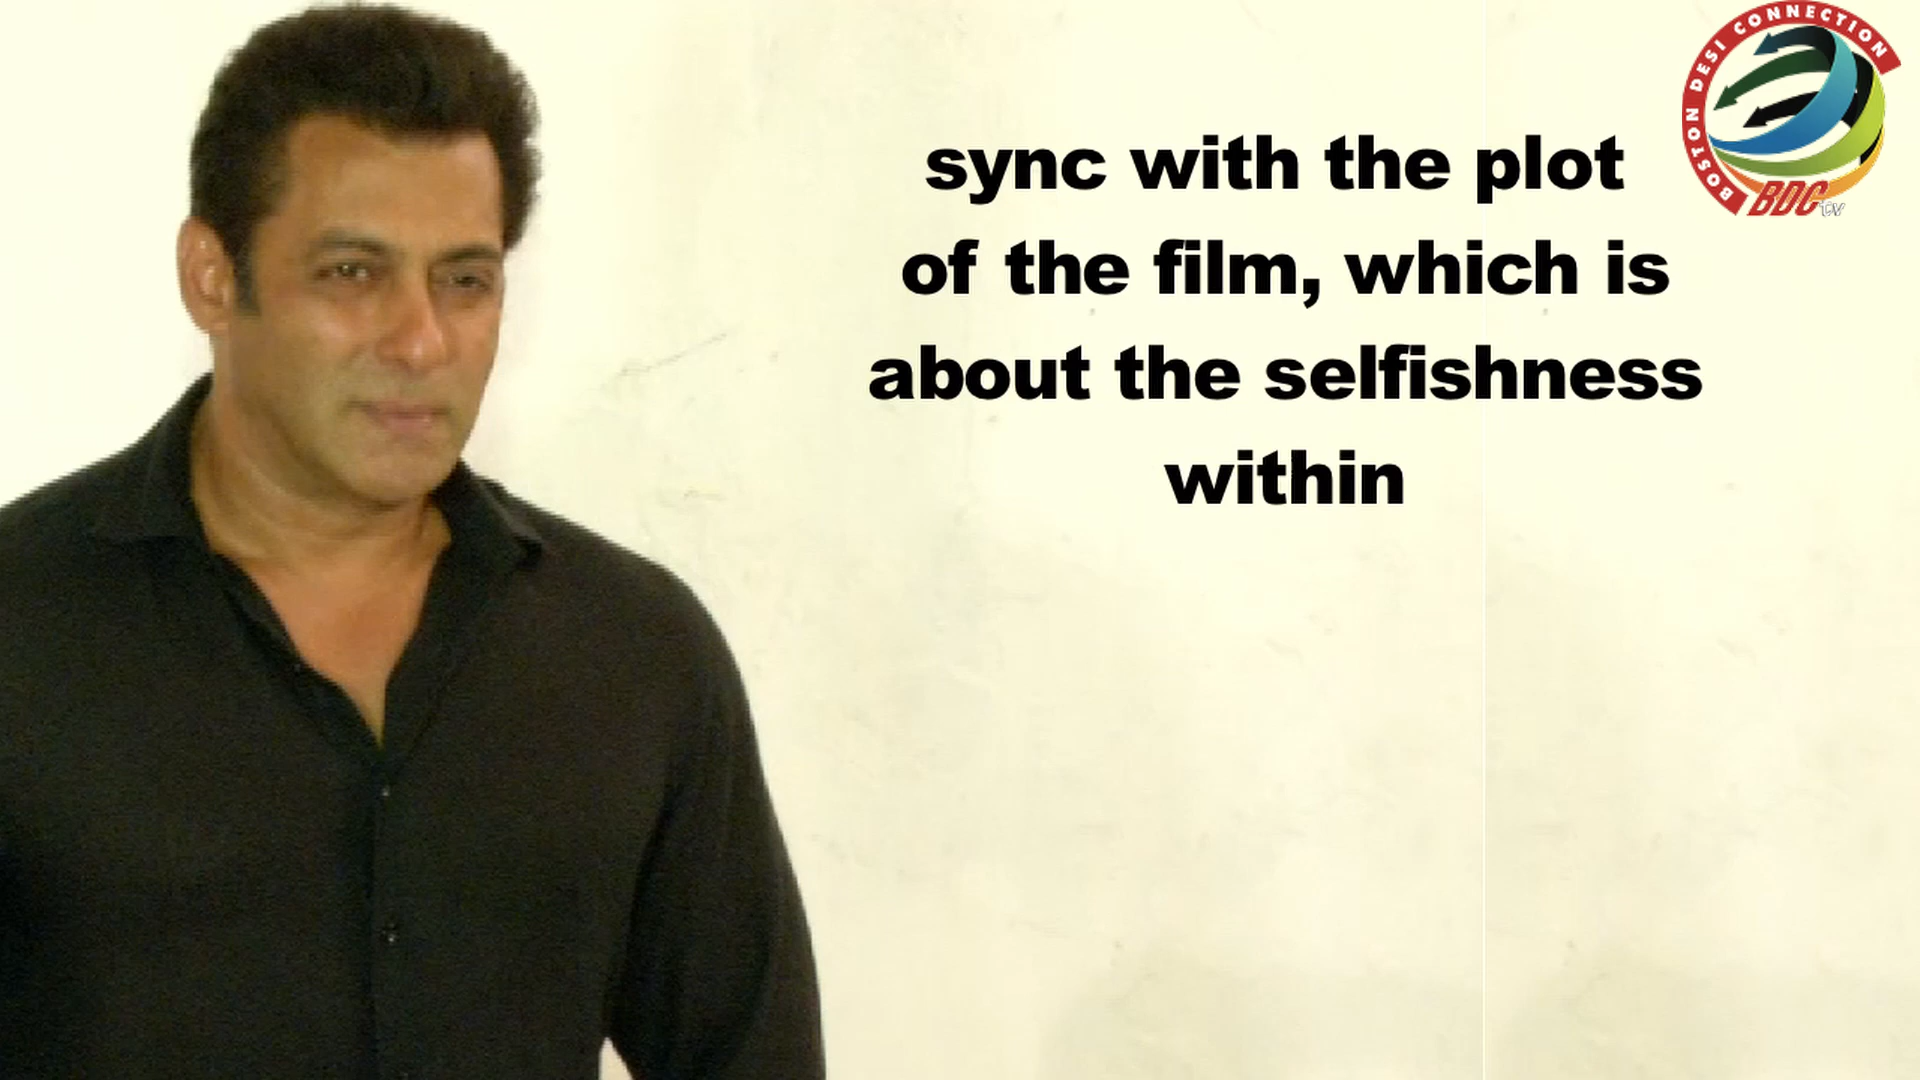 BOSTON DESI CONNECTION
BDC tv
sync with the plot
of the film, which is
about the selfishness
within